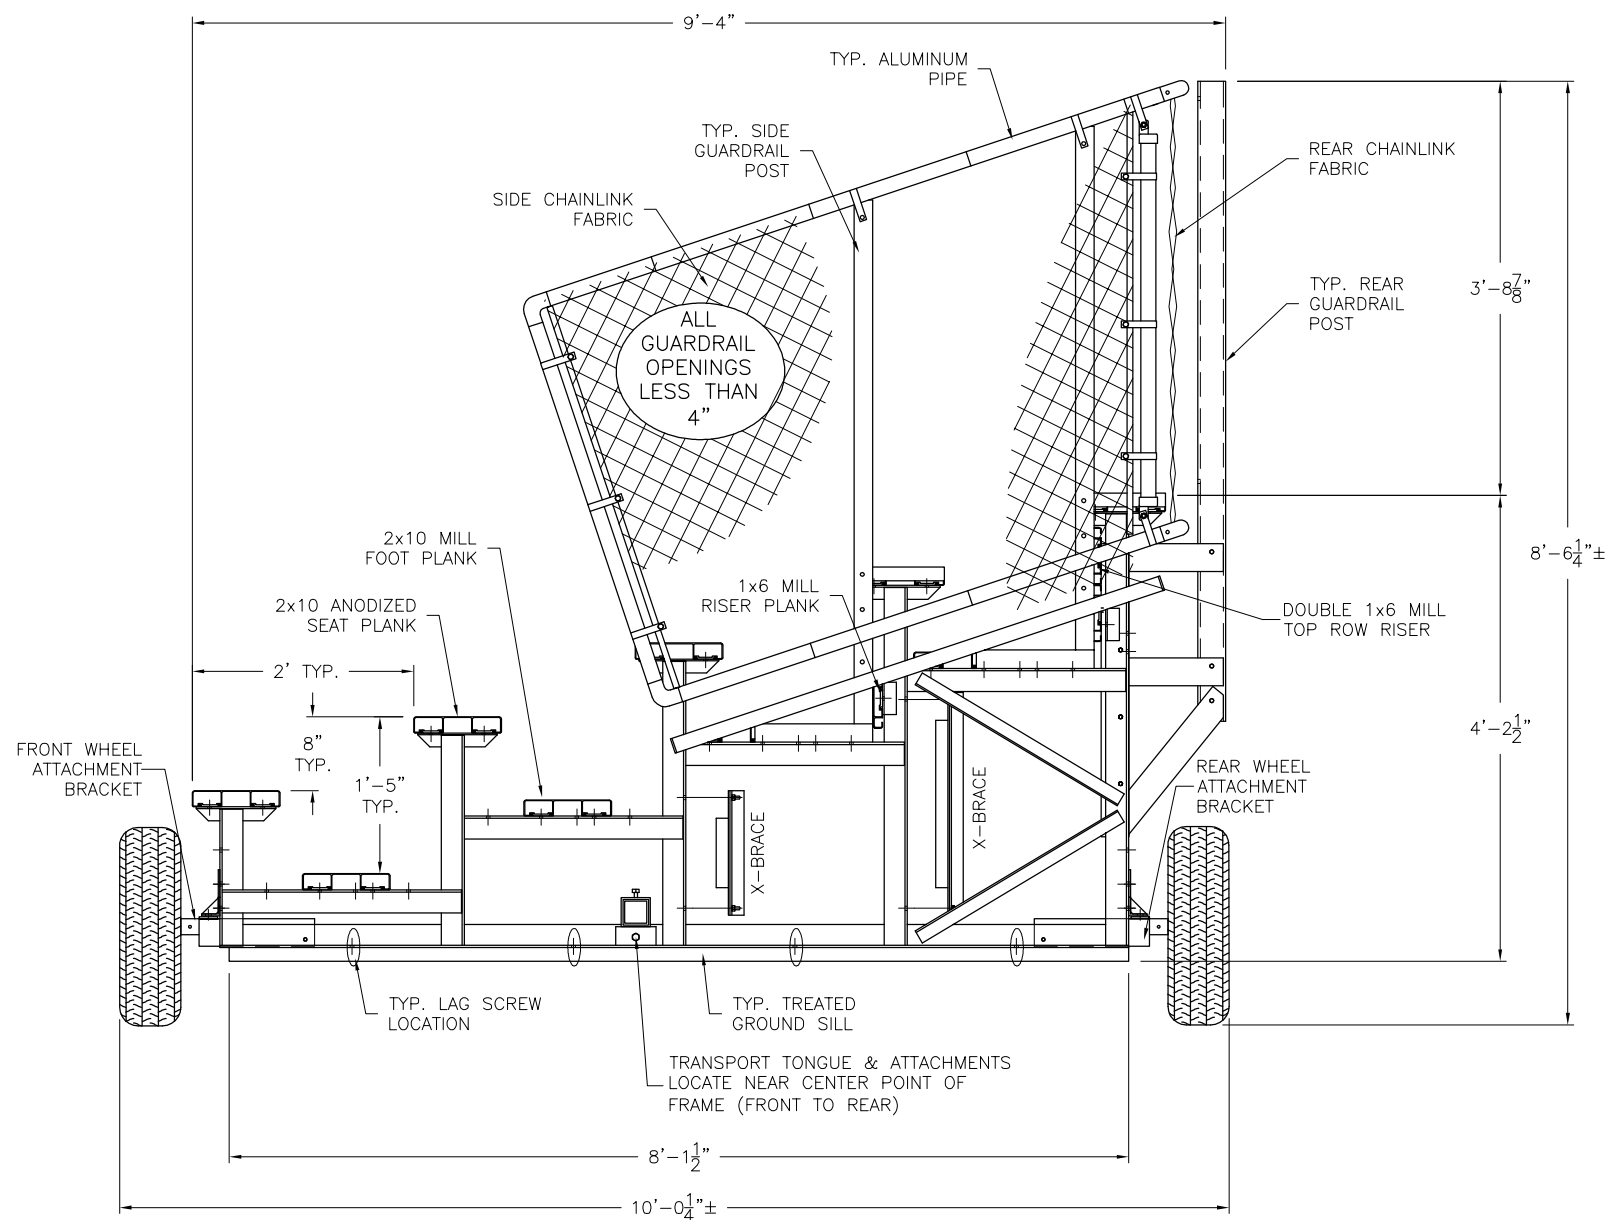 9'-4"
TYP. ALUMINUM
PIPE
TYP. SIDE
GUARDRAIL
POST
REAR CHAINLINK
FABRIC
SIDE CHAINLINK
FABRIC
3'-8 7/8"
TYP. REAR
GUARDRAIL
POST
ALL
GUARDRAIL
OPENINGS
LESS THAN
4"
2x10 MILL
FOOT PLANK
8'-6 1/4"±
1x6 MILL
RISER PLANK
2x10 ANODIZED
SEAT PLANK
DOUBLE 1x6 MILL
TOP ROW RISER
2' TYP.
8"
TYP.
1'-5"
TYP.
4'-2 1/2"
FRONT WHEEL
ATTACHMENT
BRACKET
REAR WHEEL
ATTACHMENT
BRACKET
X-BRACE
X-BRACE
TYP. LAG SCREW
LOCATION
TYP. TREATED
GROUND SILL
TRANSPORT TONGUE & ATTACHMENTS
LOCATE NEAR CENTER POINT OF
FRAME (FRONT TO REAR)
8'-1 1/2"
10'-0 1/4"±